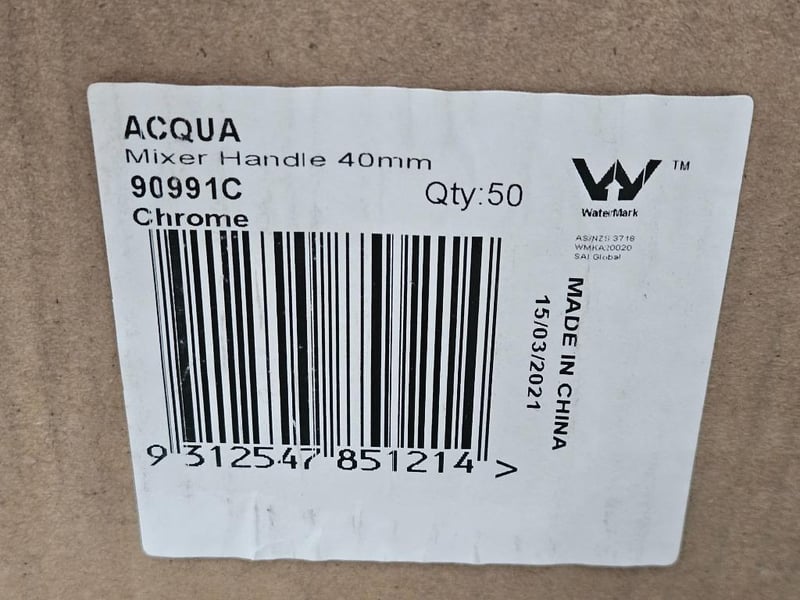 ACQUA
Mixer Handle 40mm
90991C
Qty:50
Chrome
9 312547 851214 >
TM
WaterMark
AS/NZS 3718
WMKA20020
SAI Global
MADE IN CHINA
15/03/2021